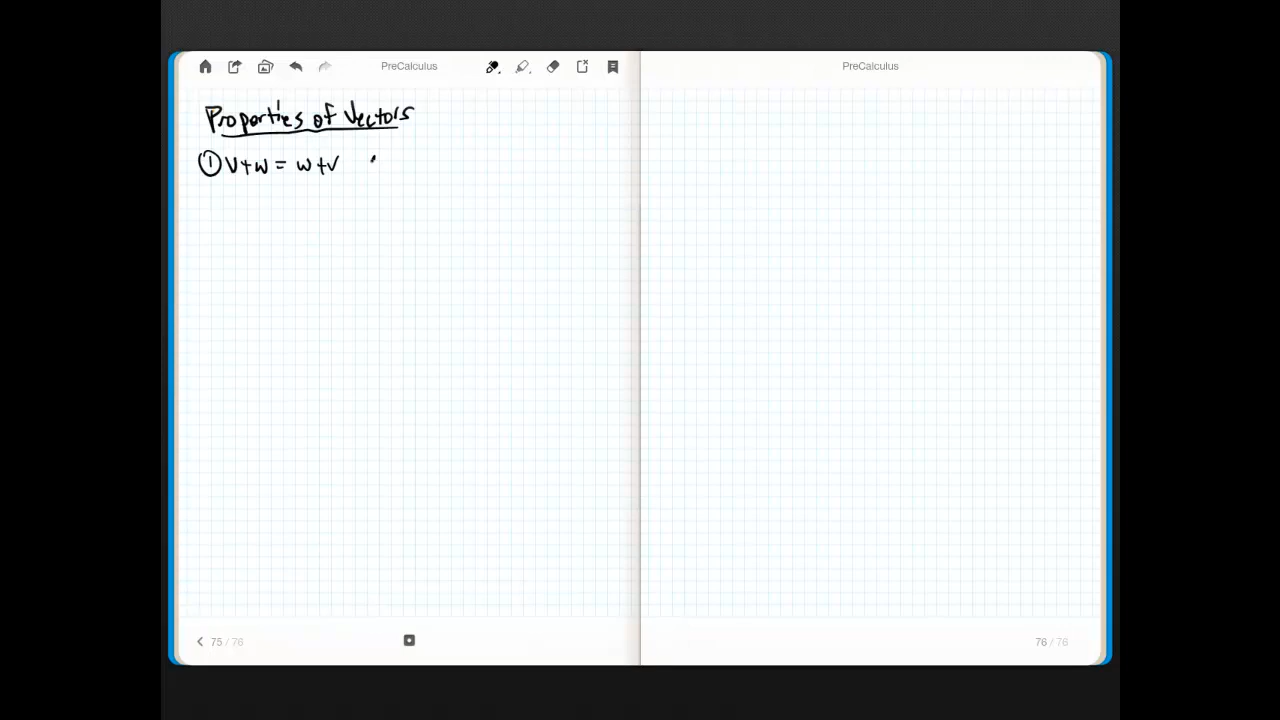 PreCalculus
Properties of Vectors
① v+w = w+v
75 / 76
PreCalculus
76 / 76